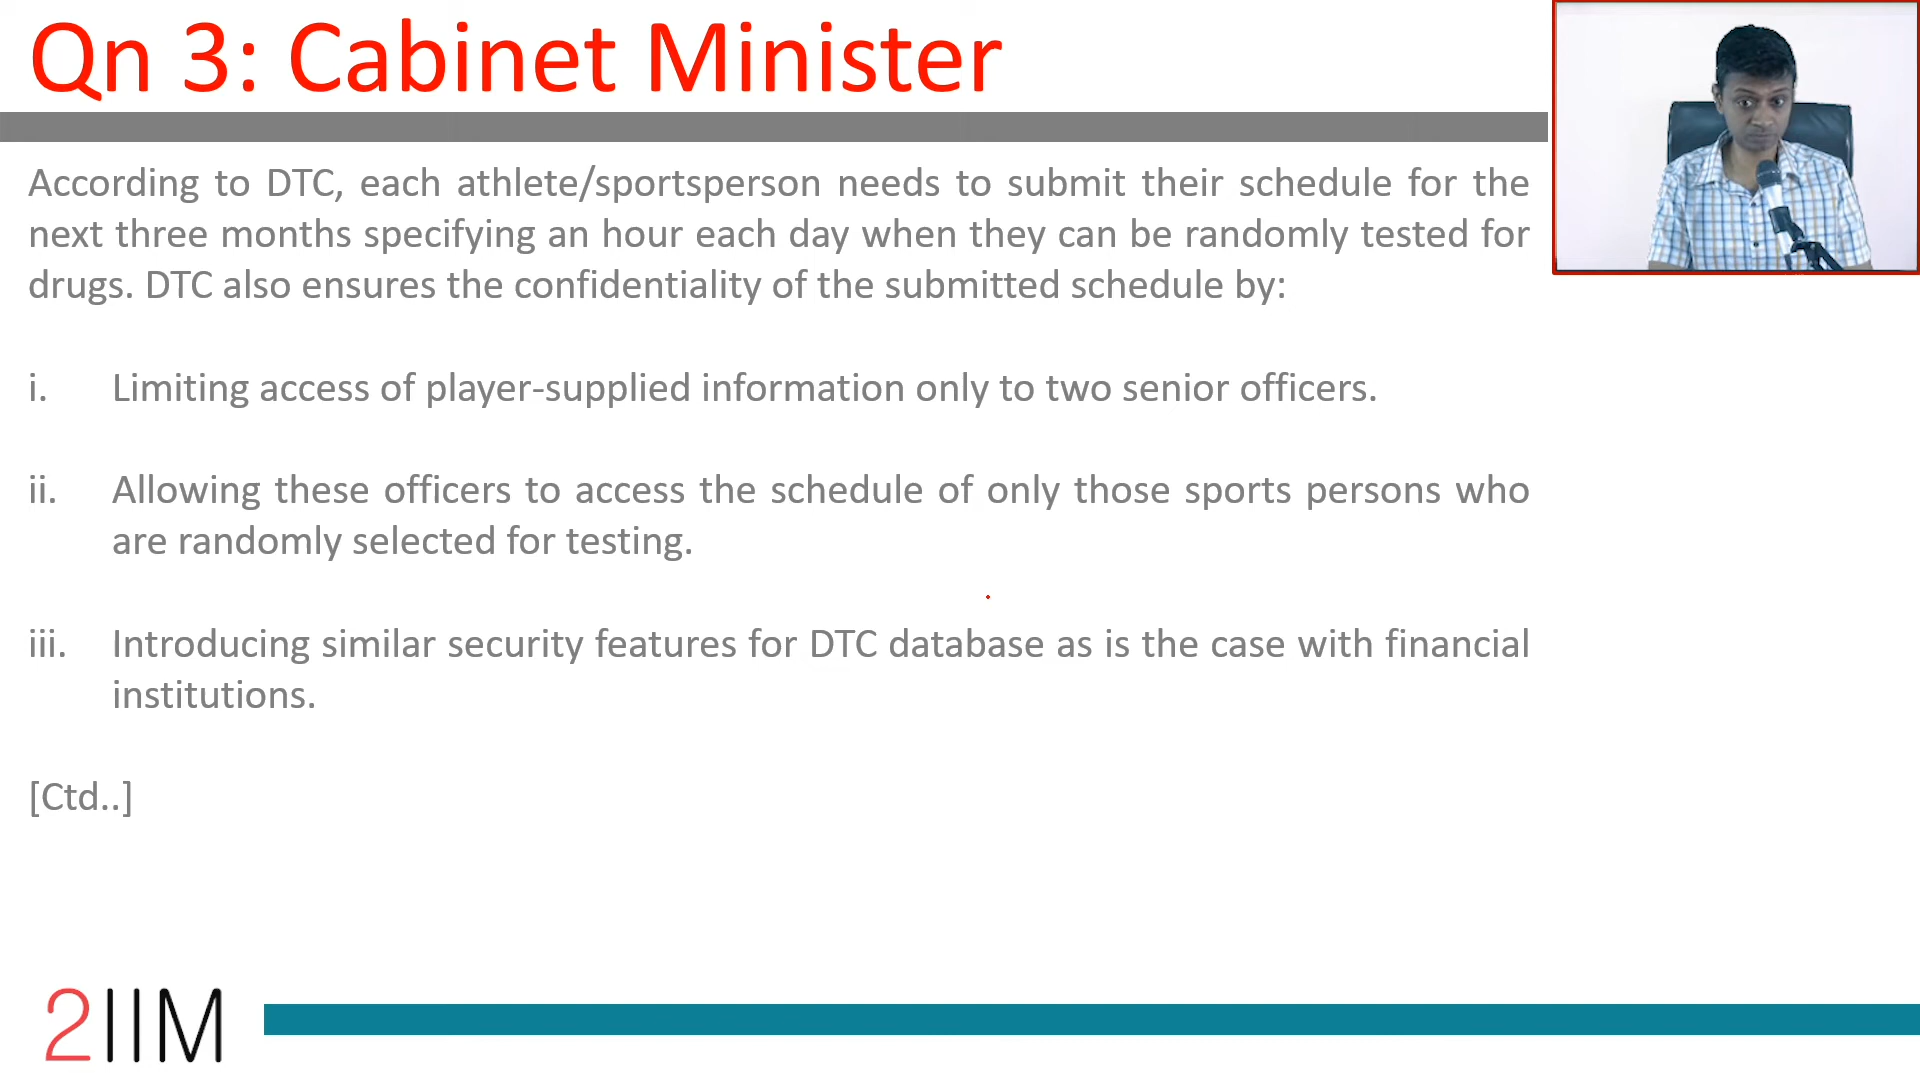 Qn 3: Cabinet Minister
According to DTC, each athlete/sportsperson needs to submit their schedule for the
next three months specifying an hour each day when they can be randomly tested for
drugs. DTC also ensures the confidentiality of the submitted schedule by:
i. Limiting access of player-supplied information only to two senior officers.
ii. Allowing these officers to access the schedule of only those sports persons who
are randomly selected for testing.
iii. Introducing similar security features for DTC database as is the case with financial
institutions.
[Ctd..]
2IIM